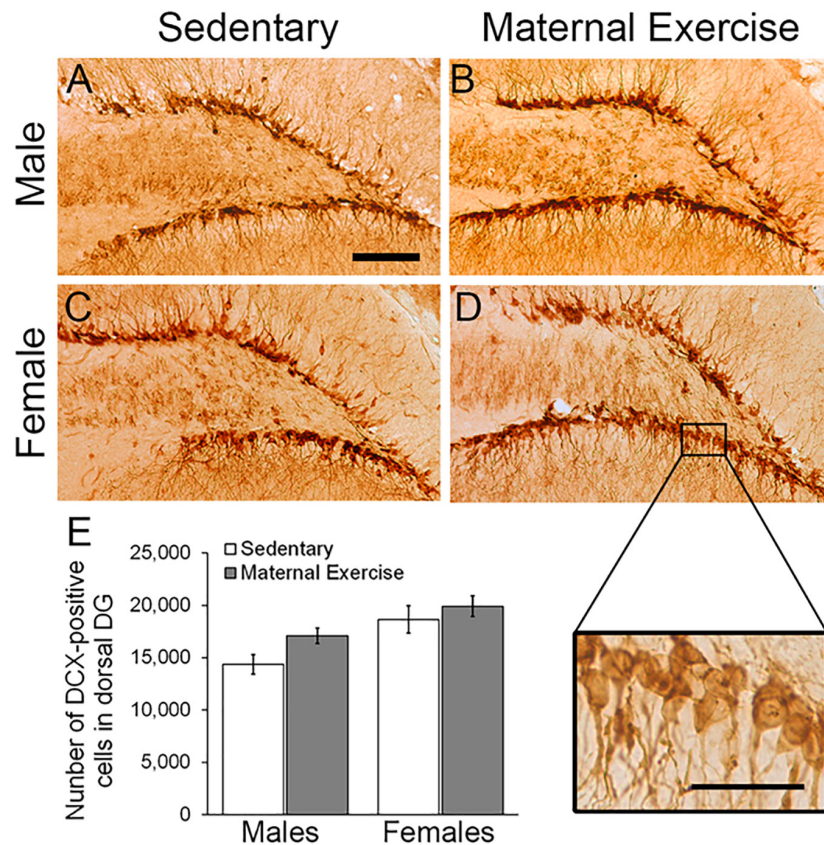 Sedentary
Maternal Exercise
Male
A
B
Female
C
D
E
Nunber of DCX-positive
cells in dorsal DG
25,000
20,000
15,000
10,000
5,000
0
Sedentary
Maternal Exercise
Males
Females